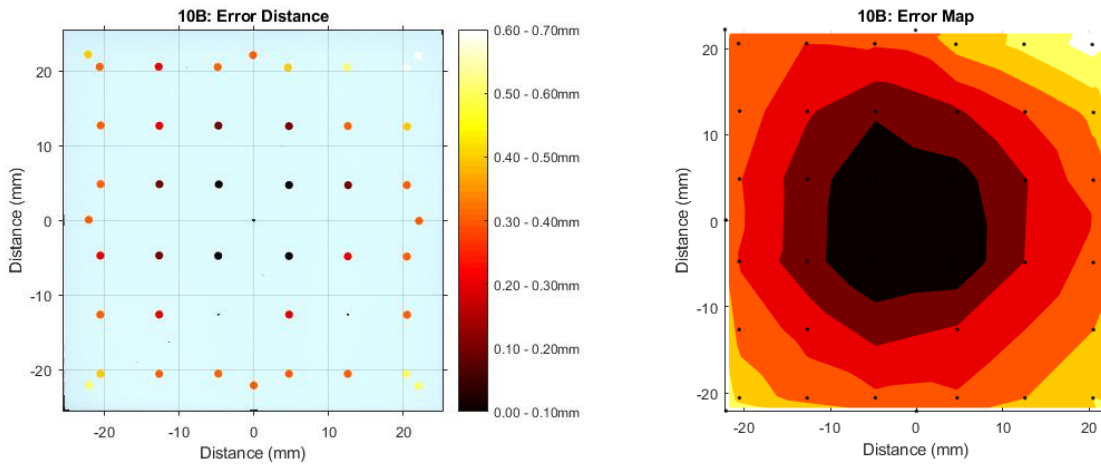 10B: Error Distance
20
10
0
-10
-20
-20
-10
0
10
20
Distance (mm)
Distance (mm)
0.60 - 0.70mm
0.50 - 0.60mm
0.40 - 0.50mm
0.30 - 0.40mm
0.20 - 0.30mm
0.10 - 0.20mm
0.00 - 0.10mm
10B: Error Map
20
10
0
-10
-20
-20
-10
0
10
20
Distance (mm)
Distance (mm)